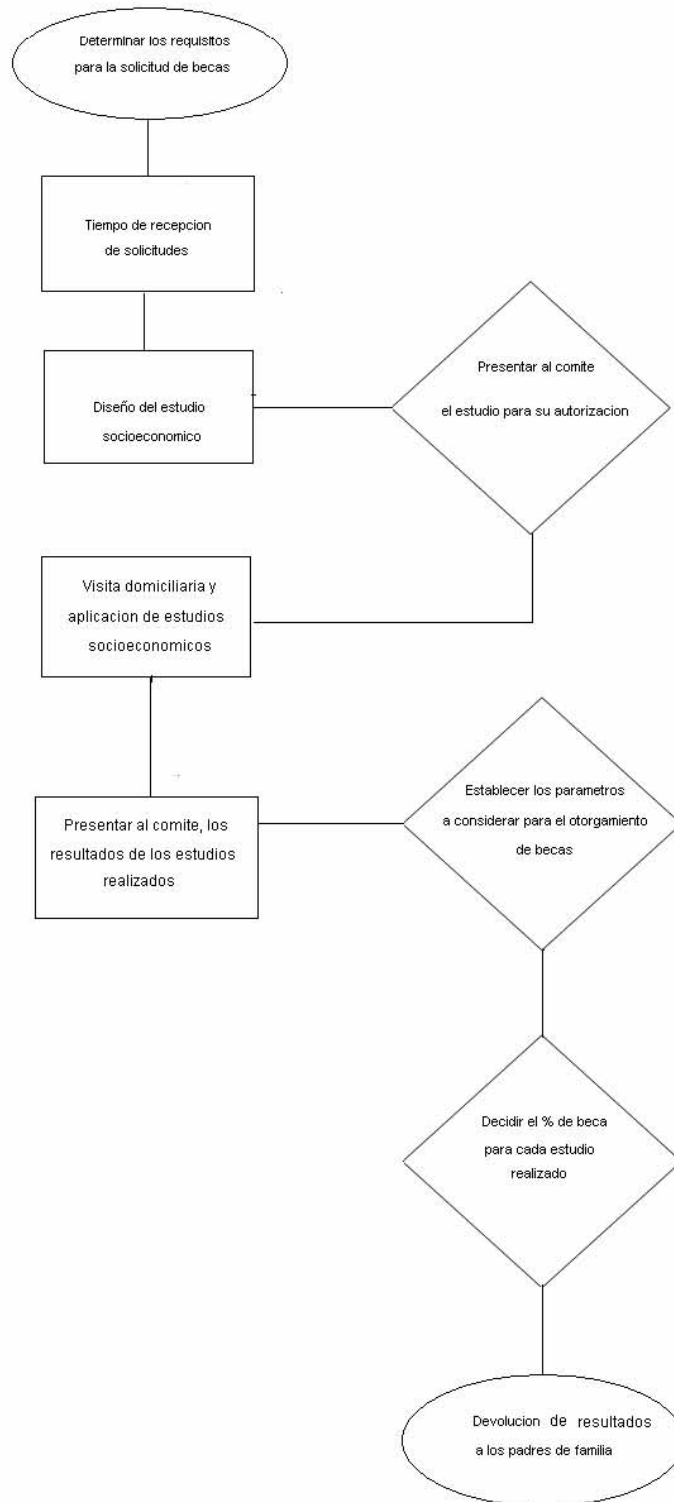 Determinar los requisitos
para la solicitud de becas
Tiempo de recepcion
de solicitudes
Diseño del estudio
socioeconomico
Presentar al comite
el estudio para su autorizacion
Visita domiciliaria y
aplicacion de estudios
socioeconomicos
Presentar al comite, los
resultados de los estudios
realizados
Establecer los parametros
a considerar para el otorgamiento
de becas
Decidir el % de beca
para cada estudio
realizado
Devolucion de resultados
a los padres de familia